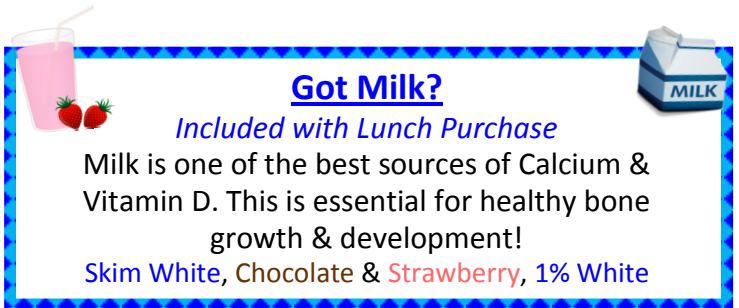 Got Milk?
MILK
Included with Lunch Purchase
Milk is one of the best sources of Calcium &
Vitamin D. This is essential for healthy bone
growth & development!
Skim White, Chocolate & Strawberry, 1% White